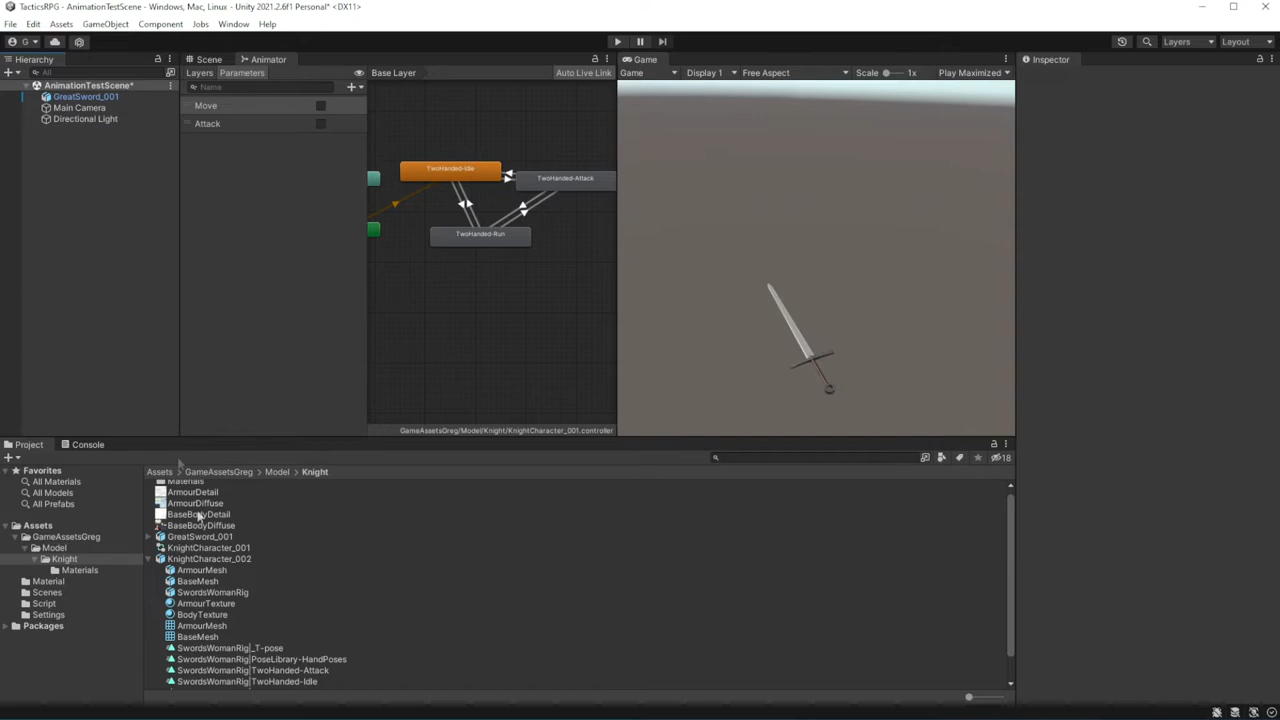 TacticsRPG - AnimationTestScene - Windows, Mac, Linux - Unity 2021.2.6f1 Personal* <DX11>
File Edit Assets GameObject Component Jobs Window Help
G
Layers Layout
Hierarchy
Scene Animator
Game
Inspector
All
Layers Parameters
Base Layer
Auto Live Link
Game Display 1 Free Aspect Scale 1x Play Maximized
AnimationTestScene*
Name
GreatSword_001
Main Camera
Directional Light
Move
Attack
TwoHanded-Idle
TwoHanded-Attack
TwoHanded-Run
GameAssetsGreg/Model/Knight/KnightCharacter_001.controller
Project Console
18
Favorites
All Materials
All Models
All Prefabs
Assets
GameAssetsGreg
Model
Knight
Materials
Material
Scenes
Script
Settings
Packages
Assets > GameAssetsGreg > Model > Knight
Materials
ArmourDetail
ArmourDiffuse
BaseBodyDetail
BaseBodyDiffuse
GreatSword_001
KnightCharacter_001
KnightCharacter_002
ArmourMesh
BaseMesh
SwordsWomanRig
ArmourTexture
BodyTexture
ArmourMesh
BaseMesh
SwordsWomanRig|_T-pose
SwordsWomanRig|PoseLibrary-HandPoses
SwordsWomanRig|TwoHanded-Attack
SwordsWomanRig|TwoHanded-Idle